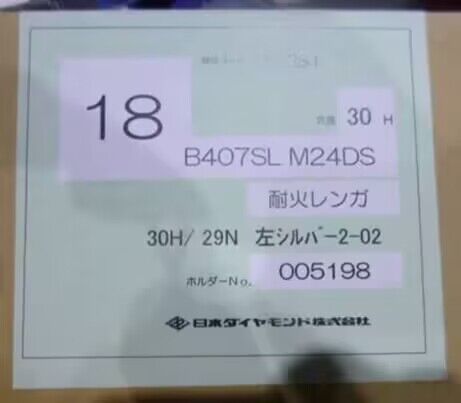 18
30 H
B407SL M24DS
耐火レンガ
30H/ 29N 左シルバー2-02
ホルダーNo. 005198
日本ダイヤモンド株式会社